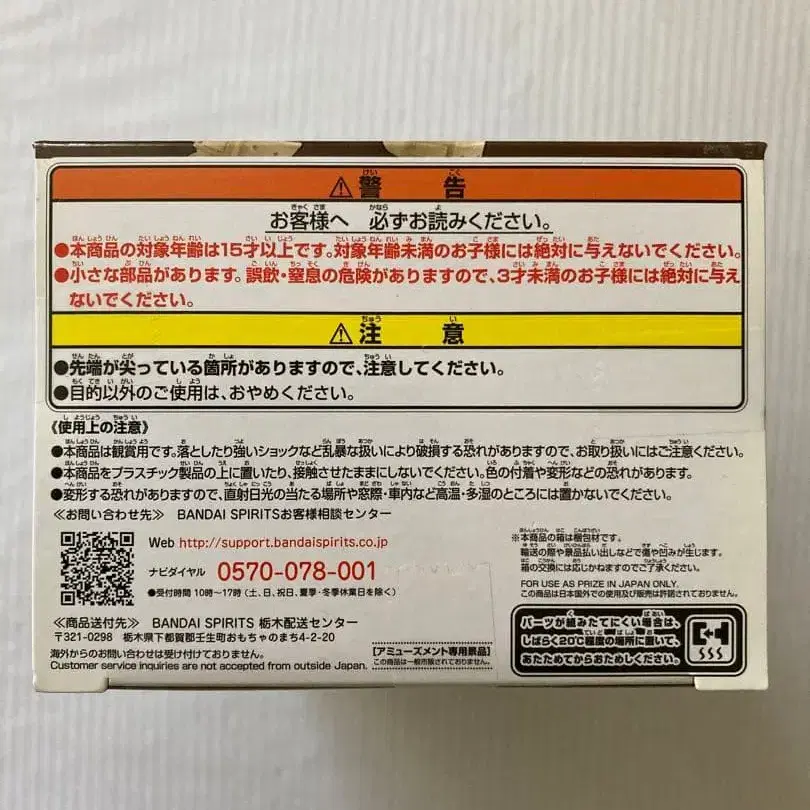 ⚠警 告
お客様へ 必ずお読みください。
●本商品の対象年齢は15才以上です。対象年齢未満のお子様には絶対に与えないでください。
●小さな部品があります。誤飲・窒息の危険がありますので、3才未満のお子様には絶対に与え
ないでください。
⚠注 意
●先端が尖っている箇所がありますので、注意してください。
●目的以外のご使用は、おやめください。
《使用上の注意》
●本商品は観賞用です。落としたり強いショックなど乱暴な扱いにより破損する恐れがありますので、お取り扱いにはご注意ください。
●本商品をプラスチック製品の上に置いたり、接触させたままにしないでください。色の付着や変形などの恐れがあります。
●変形する恐れがありますので、直射日光の当たる場所や窓際・車内など高温・多湿のところには置かないでください。
≪お問い合わせ先≫ BANDAI SPIRITSお客様相談センター
Web http://support.bandaispirits.co.jp
ナビダイヤル 0570-078-001
●受付時間 10時～17時(土、日、祝日、夏季・冬季休業日を除く)
≪商品送付先≫ BANDAI SPIRITS 栃木配送センター
〒321-0298 栃木県下都賀郡壬生町おもちゃのまち4-2-20
海外からのお問い合わせは受け付けておりません。
Customer service inquiries are not accepted from outside Japan.
【アミューズメント専用景品】
この商品は一般市販されておりません。
※本商品の箱は梱包材です。
輸送の際や景品払い出しなどで傷や凹みが生じます。
箱の交換には応じかねますのでご了承ください。
FOR USE AS PRIZE IN JAPAN ONLY.
この商品は日本国外での使用及び販売は許諾されておりません。
パーツが組みたてにくい場合は、
しばらく20℃程度の場所に置いて、
あたためてからおためしください。